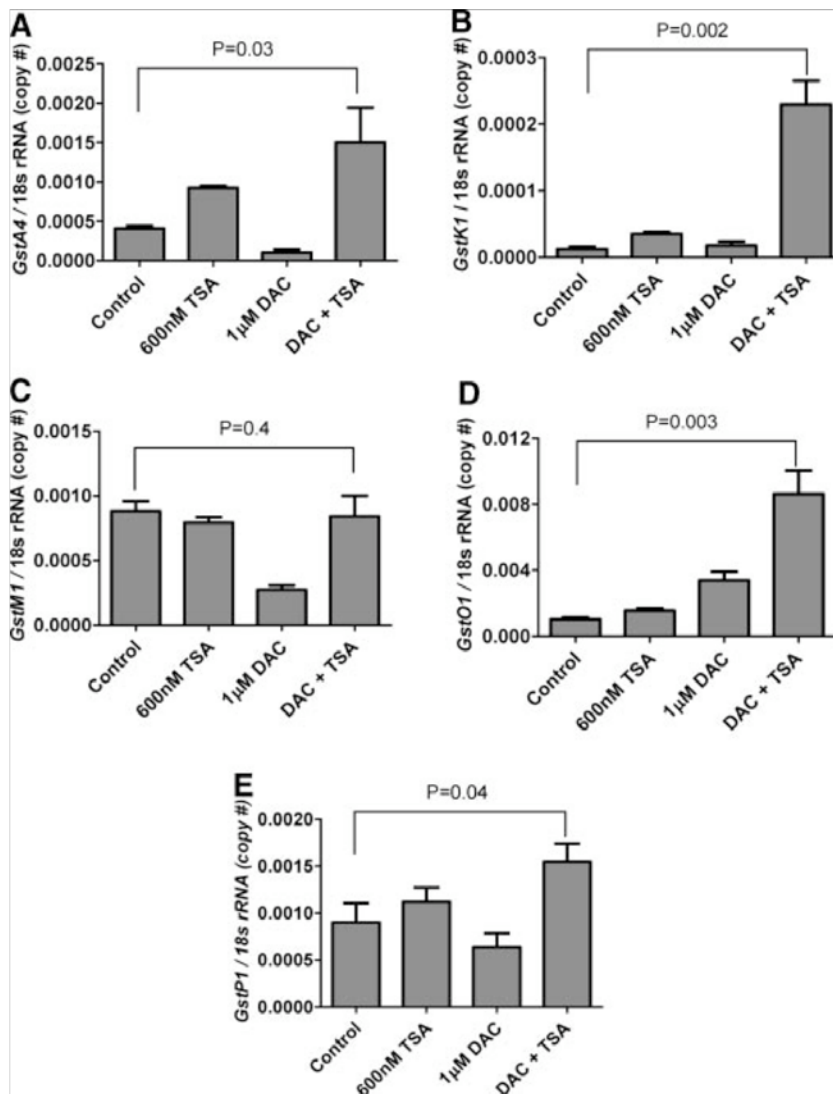 A
P=0.03
GstA4 / 18s rRNA (copy #)
0.0025
0.0020
0.0015
0.0010
0.0005
0.0000
Control
600nM TSA
1µM DAC
DAC + TSA
B
P=0.002
GstK1 / 18s rRNA (copy #)
0.0003
0.0002
0.0001
0.0000
Control
600nM TSA
1µM DAC
DAC + TSA
C
P=0.4
GstM1 / 18s rRNA (copy #)
0.0015
0.0010
0.0005
0.0000
Control
600nM TSA
1µM DAC
DAC + TSA
D
P=0.003
GstO1 / 18s rRNA (copy #)
0.012
0.008
0.004
0.000
Control
600nM TSA
1µM DAC
DAC + TSA
E
P=0.04
GstP1 / 18s rRNA (copy #)
0.0020
0.0015
0.0010
0.0005
0.0000
Control
600nM TSA
1µM DAC
DAC + TSA